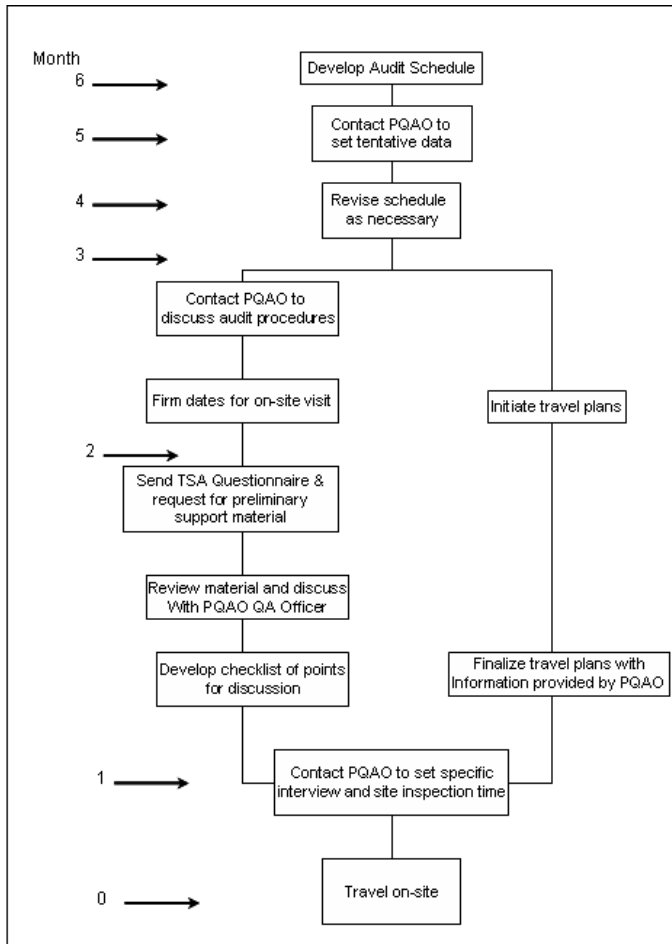 Month
6
Develop Audit Schedule
5
Contact PQAO to
set tentative data
4
Revise schedule
as necessary
3
Contact PQAO to
discuss audit procedures
Firm dates for on-site visit
Initiate travel plans
2
Send TSA Questionnaire &
request for preliminary
support material
Review material and discuss
With PQAO QA Officer
Develop checklist of points
for discussion
Finalize travel plans with
Information provided by PQAO
1
Contact PQAO to set specific
interview and site inspection time
0
Travel on-site